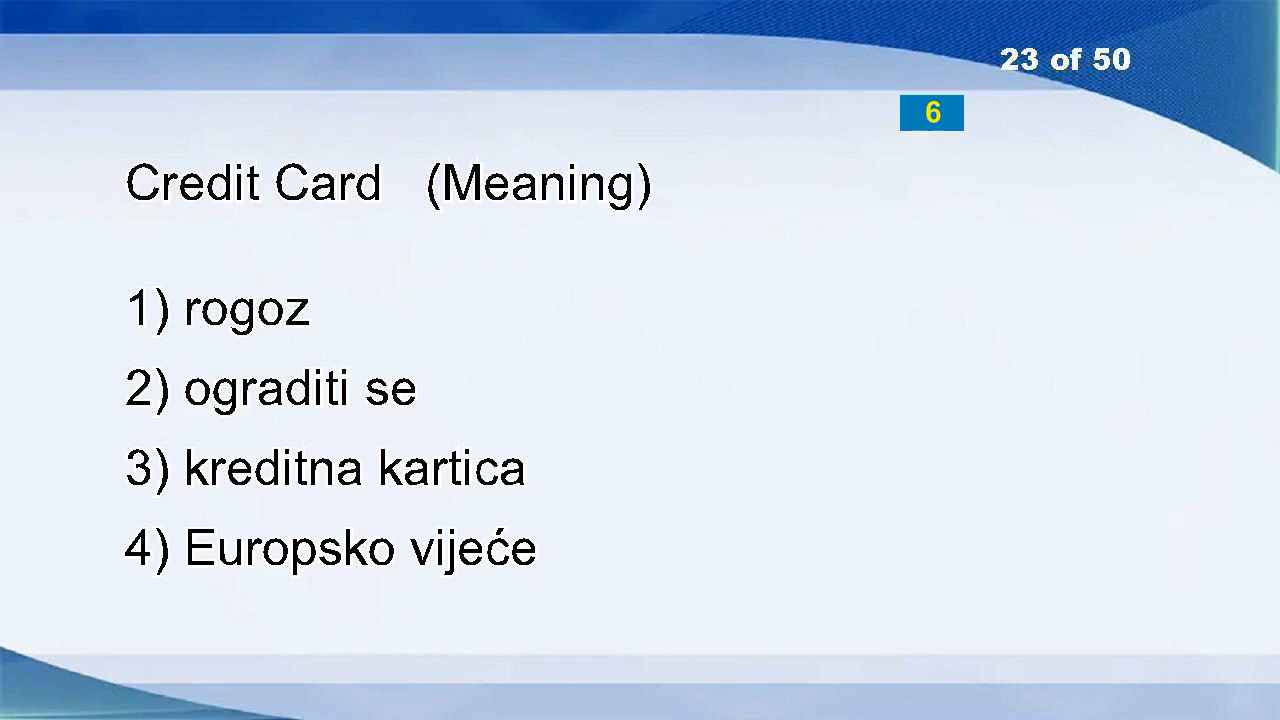 23 of 50
6
Credit Card (Meaning)
1) rogoz
2) ograditi se
3) kreditna kartica
4) Europsko vijeće